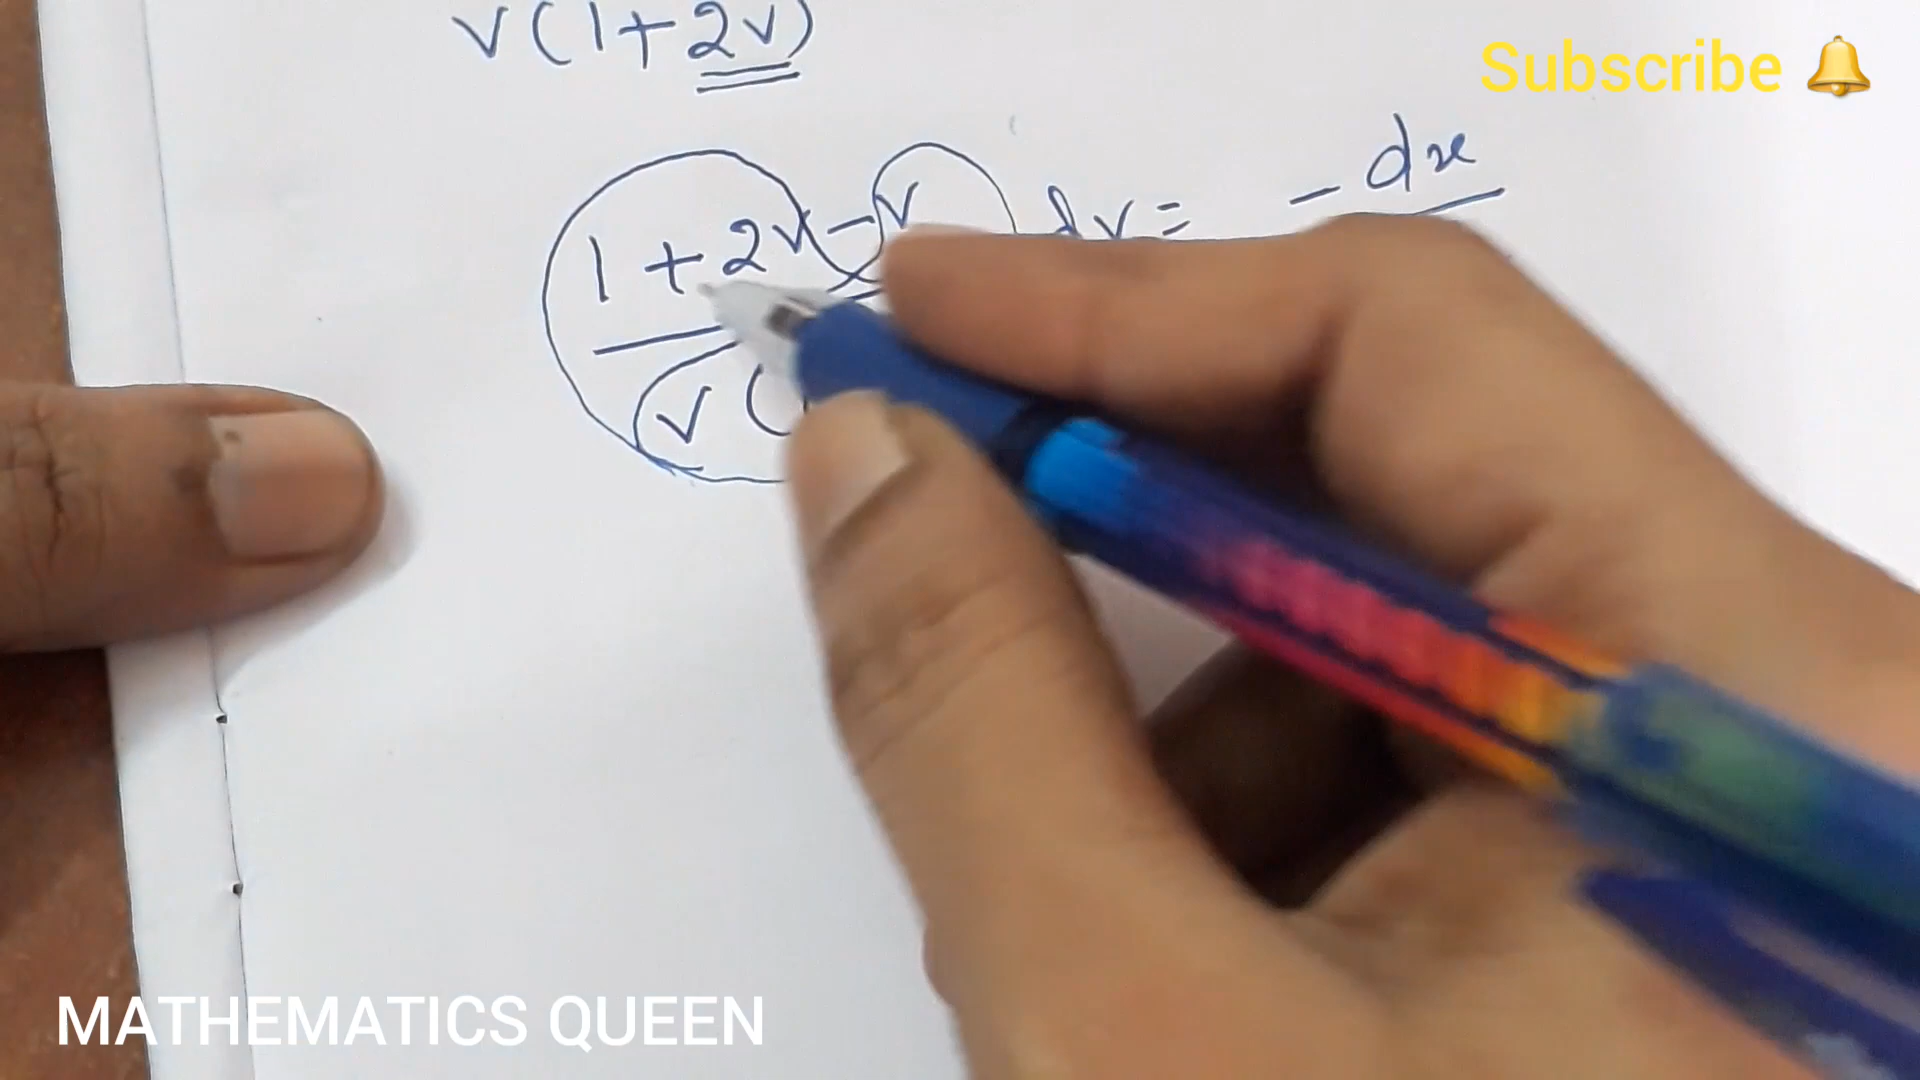 v(1+2v)
Subscribe 🔔
1+2v-v dv = -dx
v(
MATHEMATICS QUEEN